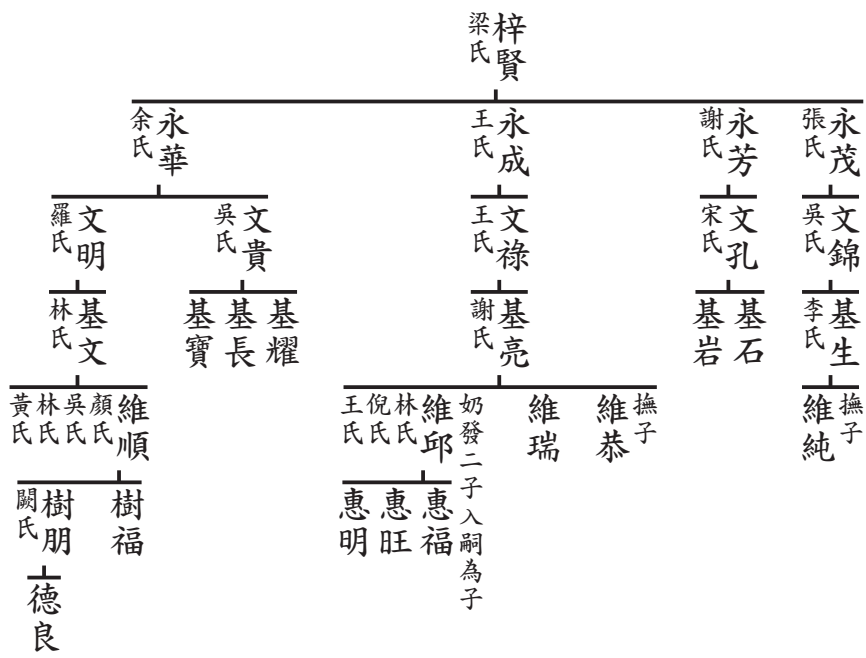 梓賢
梁氏
永茂
張氏
永芳
謝氏
永成
王氏
永華
余氏
文錦
吳氏
文孔
宋氏
文祿
王氏
文貴
吳氏
文明
羅氏
基生
李氏
基石
基岩
基亮
謝氏
基耀
基長
基寶
基文
林氏
撫子
維純
撫子
維恭
維瑞
奶發二子入嗣為子
維邱
林氏
倪氏
王氏
維順
顏氏
吳氏
林氏
黃氏
惠福
惠旺
惠明
樹福
樹朋
闕氏
德良